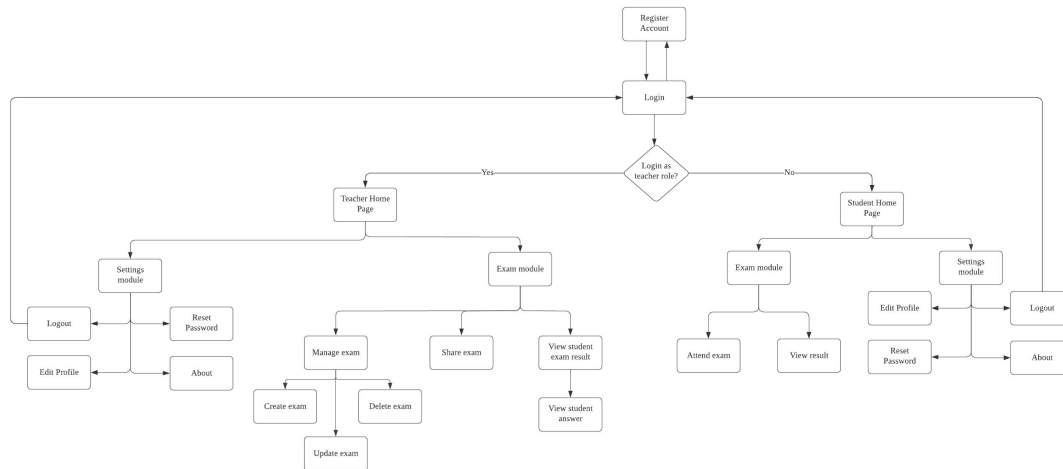 Register
Account
Login
Login as
teacher role?
Yes
No
Teacher Home
Page
Student Home
Page
Settings
module
Exam module
Exam module
Settings
module
Logout
Reset
Password
Edit Profile
About
Manage exam
Share exam
View student
exam result
Create exam
Delete exam
Update exam
View student
answer
Attend exam
View result
Edit Profile
Logout
Reset
Password
About